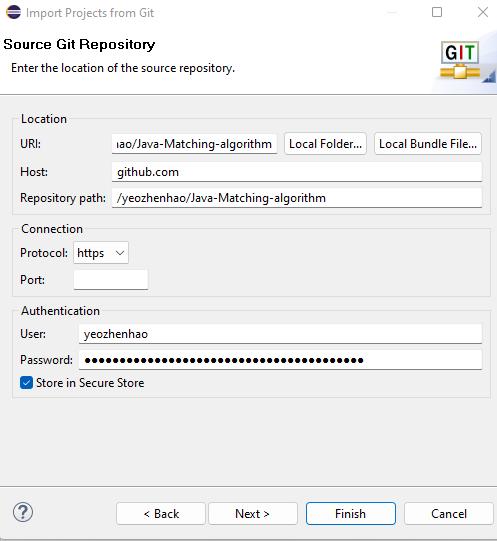 Import Projects from Git
Source Git Repository
Enter the location of the source repository.
GIT
Location
URI: ao/Java-Matching-algorithm Local Folder... Local Bundle File...
Host: github.com
Repository path: /yeozhenhao/Java-Matching-algorithm
Connection
Protocol: https
Port:
Authentication
User: yeozhenhao
Password: ●●●●●●●●●●●●●●●●●●●●●●●●●●●●●●●●●●●●●●●●
Store in Secure Store
? < Back Next > Finish Cancel